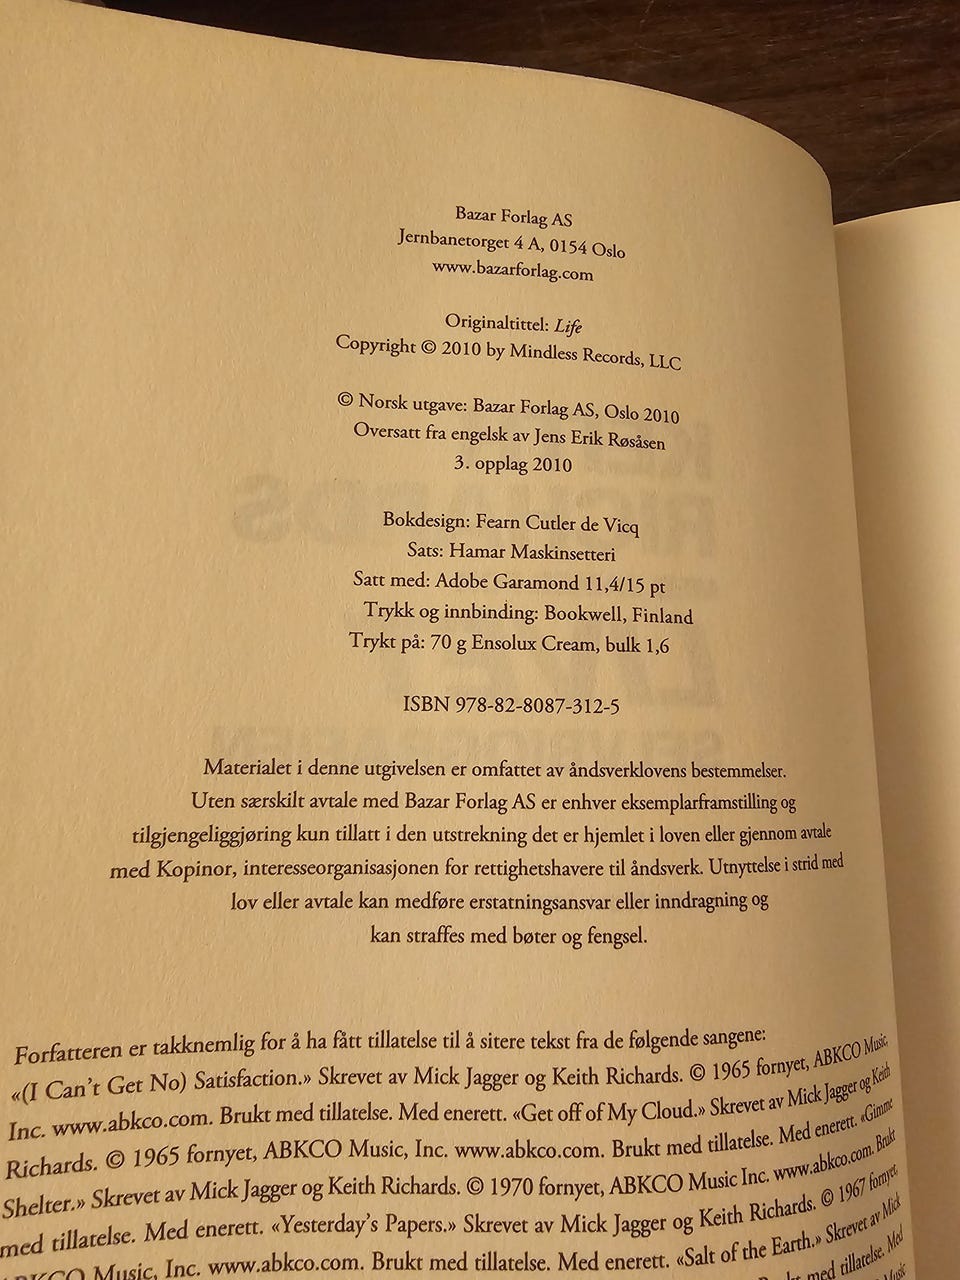 Bazar Forlag AS
Jernbanetorget 4 A, 0154 Oslo
www.bazarforlag.com
Originaltittel: Life
Copyright © 2010 by Mindless Records, LLC
© Norsk utgave: Bazar Forlag AS, Oslo 2010
Oversatt fra engelsk av Jens Erik Røsåsen
3. opplag 2010
Bokdesign: Fearn Cutler de Vicq
Sats: Hamar Maskinsetteri
Satt med: Adobe Garamond 11,4/15 pt
Trykk og innbinding: Bookwell, Finland
Trykt på: 70 g Ensolux Cream, bulk 1,6
ISBN 978-82-8087-312-5
Materialet i denne utgivelsen er omfattet av åndsverklovens bestemmelser.
Uten særskilt avtale med Bazar Forlag AS er enhver eksemplarframstilling og
tilgjengeliggjøring kun tillatt i den utstrekning det er hjemlet i loven eller gjennom avtale
med Kopinor, interesseorganisasjonen for rettighetshavere til åndsverk. Utnyttelse i strid med
lov eller avtale kan medføre erstatningsansvar eller inndragning og
kan straffes med bøter og fengsel.
Forfatteren er takknemlig for å ha fått tillatelse til å sitere tekst fra de følgende sangene:
«(I Can't Get No) Satisfaction.» Skrevet av Mick Jagger og Keith Richards. © 1965 fornyet, ABKCO Music,
Inc. www.abkco.com. Brukt med tillatelse. Med enerett. «Get off of My Cloud.» Skrevet av Mick Jagger og Keith
Richards. © 1965 fornyet, ABKCO Music, Inc. www.abkco.com. Brukt med tillatelse. Med enerett. «Gimme
Shelter.» Skrevet av Mick Jagger og Keith Richards. © 1970 fornyet, ABKCO Music Inc. www.abkco.com. Brukt
med tillatelse. Med enerett. «Yesterday's Papers.» Skrevet av Mick Jagger og Keith Richards. © 1967 fornyet,
ABKCO Music, Inc. www.abkco.com. Brukt med tillatelse. Med enerett. «Salt of the Earth.» Skrevet av Mick
Brukt med tillatelse. Med
Music